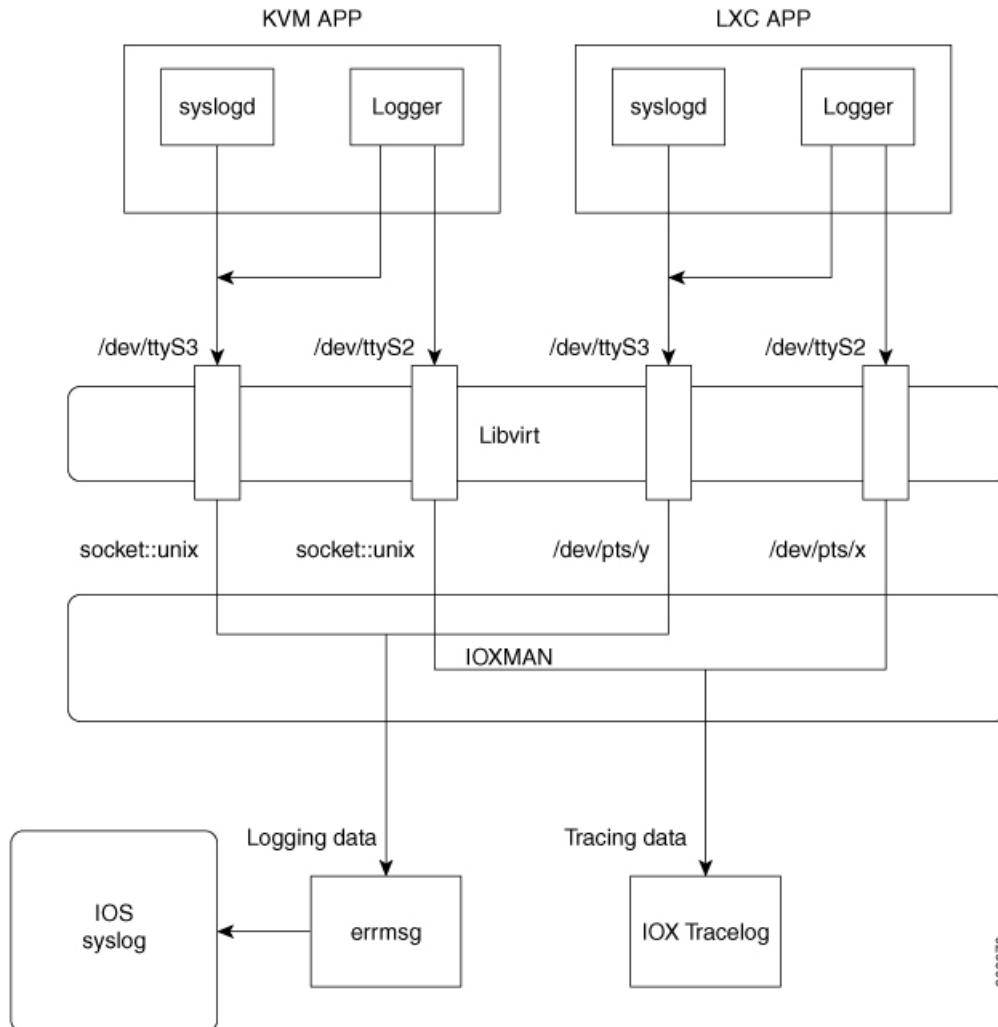 KVM APP
LXC APP
syslogd
Logger
syslogd
Logger
/dev/ttyS3
/dev/ttyS2
/dev/ttyS3
/dev/ttyS2
Libvirt
socket::unix
socket::unix
/dev/pts/y
/dev/pts/x
IOXMAN
Logging data
Tracing data
IOS
syslog
errmsg
IOX Tracelog